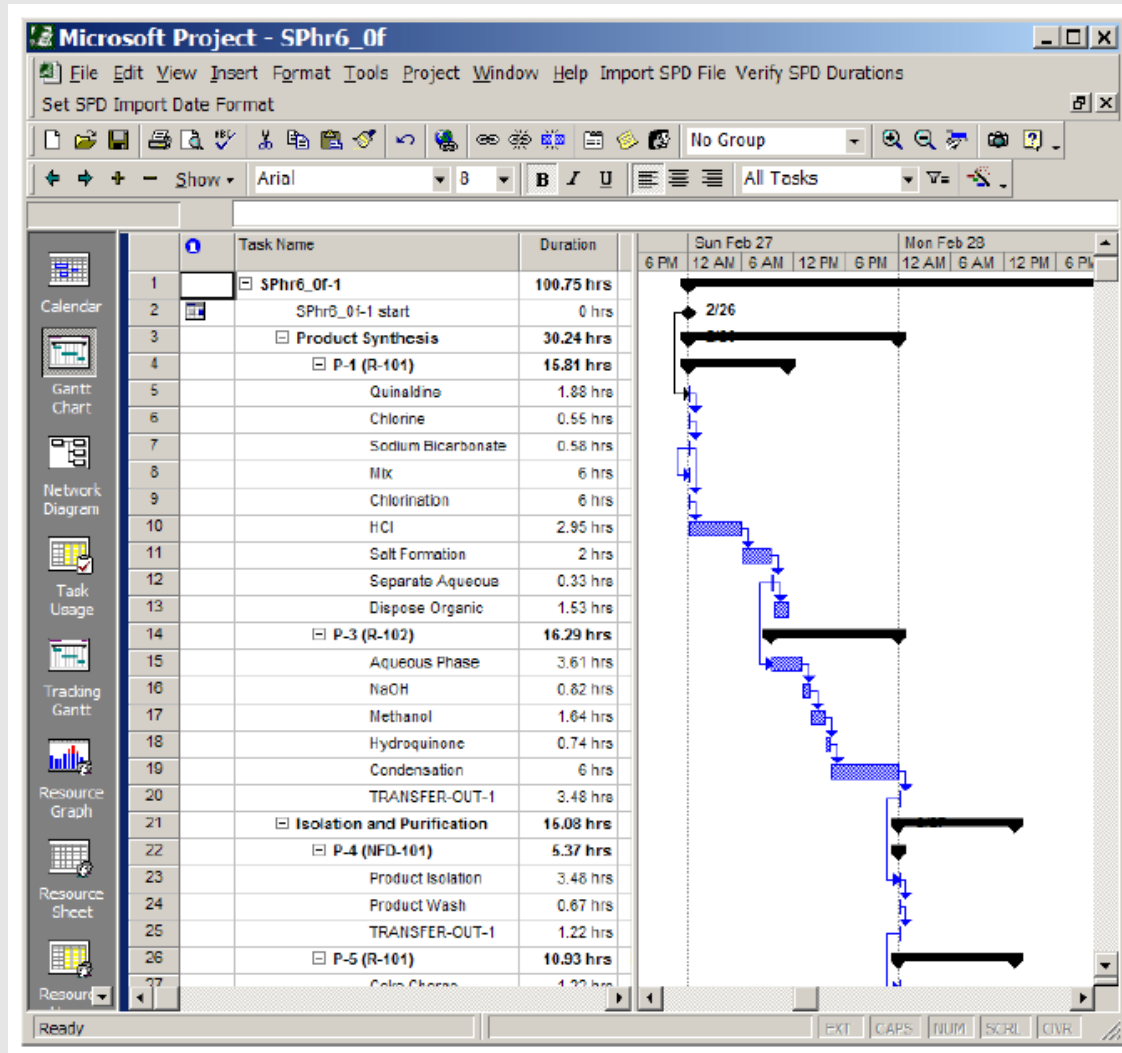 Microsoft Project - SPhr6_0f
File Edit View Insert Format Tools Project Window Help Import SPD File Verify SPD Durations
Set SPD Import Date Format
No Group
Show Arial 8 B I U All Tasks
Task Name Duration Sun Feb 27 Mon Feb 28
6 PM 12 AM 6 AM 12 PM 6 PM 12 AM 6 AM 12 PM 6 PM
1 SPhr6_0f-1 100.75 hrs
2 SPhr6_0f-1 start 0 hrs 2/26
3 Product Synthesis 30.24 hrs
4 P-1 (R-101) 15.81 hrs
5 Quinaldine 1.88 hrs
6 Chlorine 0.55 hrs
7 Sodium Bicarbonate 0.58 hrs
8 Mix 6 hrs
9 Chlorination 6 hrs
10 HCl 2.95 hrs
11 Salt Formation 2 hrs
12 Separate Aqueous 0.33 hrs
13 Dispose Organic 1.53 hrs
14 P-3 (R-102) 16.29 hrs
15 Aqueous Phase 3.61 hrs
16 NaOH 0.82 hrs
17 Methanol 1.64 hrs
18 Hydroquinone 0.74 hrs
19 Condensation 6 hrs
20 TRANSFER-OUT-1 3.48 hrs
21 Isolation and Purification 15.08 hrs
22 P-4 (NFD-101) 5.37 hrs
23 Product Isolation 3.48 hrs
24 Product Wash 0.67 hrs
25 TRANSFER-OUT-1 1.22 hrs
26 P-5 (R-101) 10.93 hrs
Calendar
Gantt
Chart
Network
Diagram
Task
Usage
Tracking
Gantt
Resource
Graph
Resource
Sheet
Ready EXT CAPS NUM SCRL OVR